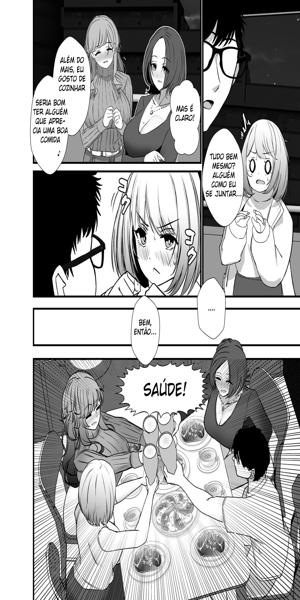 MAS É
CLARO!
ALÉM DO
MAIS, EU
GOSTO DE
COZINHAR
SERIA BOM
TER ALGUÉM
QUE APRE-
CIA UMA BOA
COMIDA
♪
TUDO BEM
MESMO?
ALGUÉM
COMO EU
SE JUNTAR...
....
BEM,
ENTÃO...
SAÚDE!